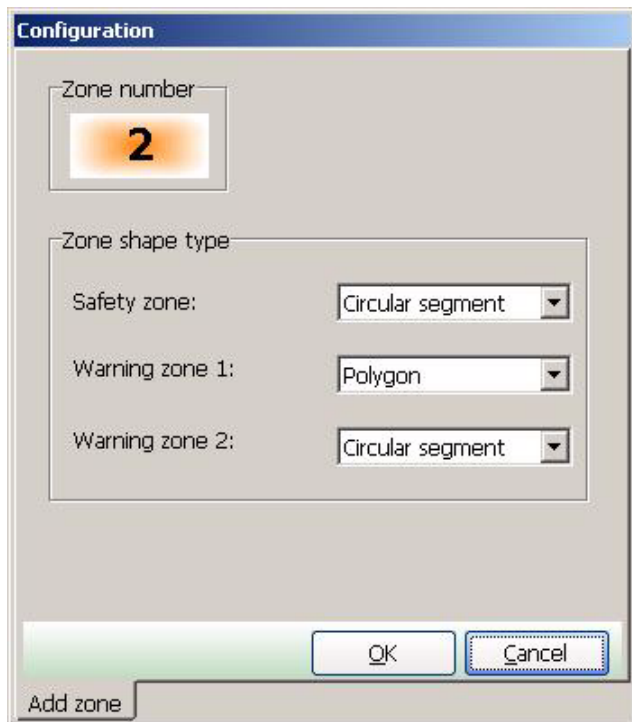 Configuration
Zone number
2
Zone shape type
Safety zone: Circular segment
Warning zone 1: Polygon
Warning zone 2: Circular segment
OK Cancel
Add zone